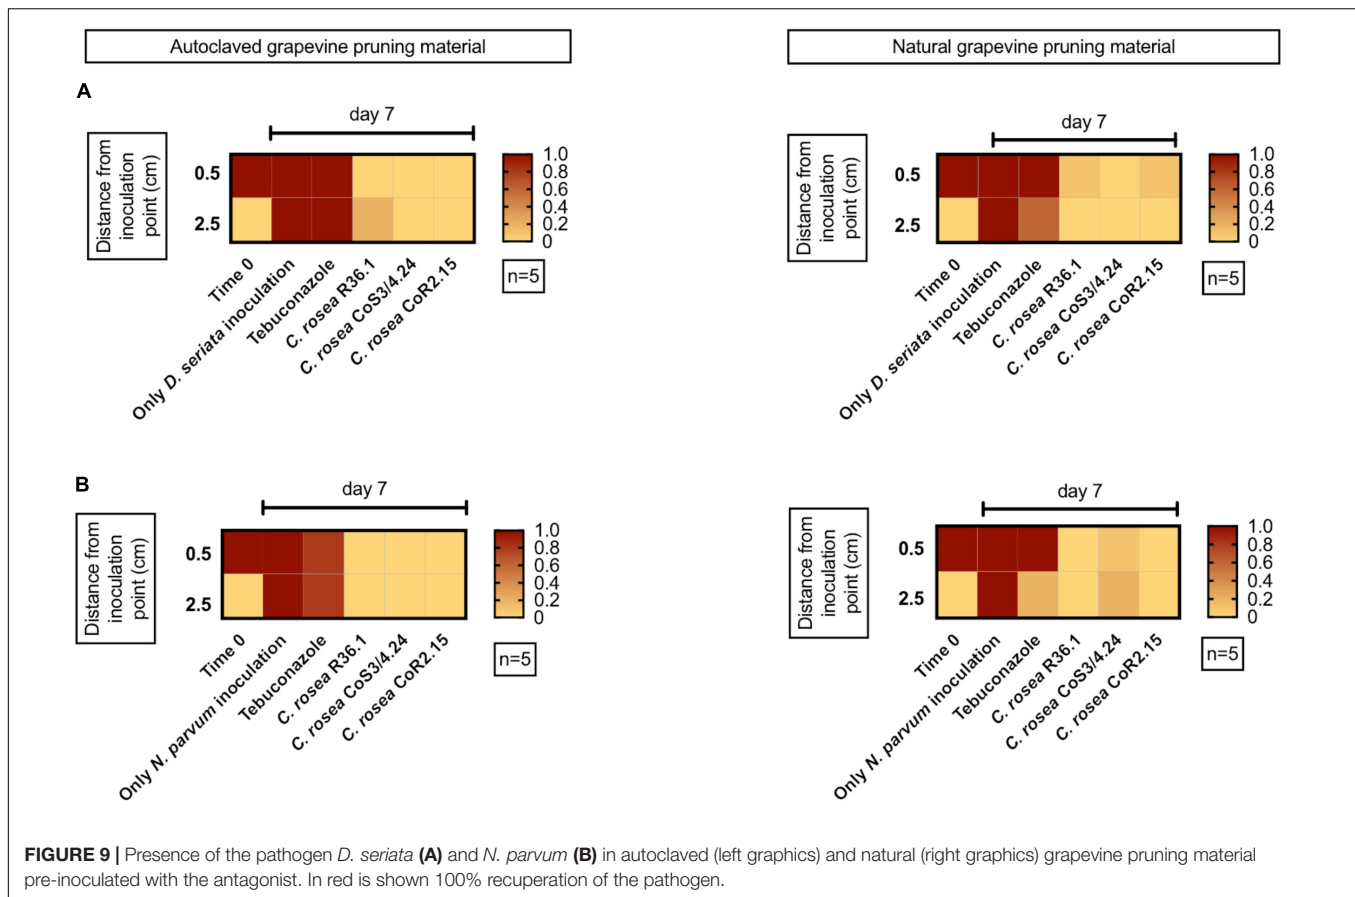 Autoclaved grapevine pruning material
Natural grapevine pruning material
A
day 7
Distance from
inoculation
point (cm)
0.5
2.5
1.0
0.8
0.6
0.4
0.2
0
n=5
Time 0
Only D. seriata inoculation
Tebuconazole
C. rosea R36.1
C. rosea CoS3/4.24
C. rosea CoR2.15
day 7
Distance from
inoculation
point (cm)
0.5
2.5
1.0
0.8
0.6
0.4
0.2
0
n=5
Time 0
Only D. seriata inoculation
Tebuconazole
C. rosea R36.1
C. rosea CoS3/4.24
C. rosea CoR2.15
B
day 7
Distance from
inoculation
point (cm)
0.5
2.5
1.0
0.8
0.6
0.4
0.2
0
n=5
Time 0
Only N. parvum inoculation
Tebuconazole
C. rosea R36.1
C. rosea CoS3/4.24
C. rosea CoR2.15
day 7
Distance from
inoculation
point (cm)
0.5
2.5
1.0
0.8
0.6
0.4
0.2
0
n=5
Time 0
Only N. parvum inoculation
Tebuconazole
C. rosea R36.1
C. rosea CoS3/4.24
C. rosea CoR2.15
FIGURE 9 | Presence of the pathogen D. seriata (A) and N. parvum (B) in autoclaved (left graphics) and natural (right graphics) grapevine pruning material
pre-inoculated with the antagonist. In red is shown 100% recuperation of the pathogen.